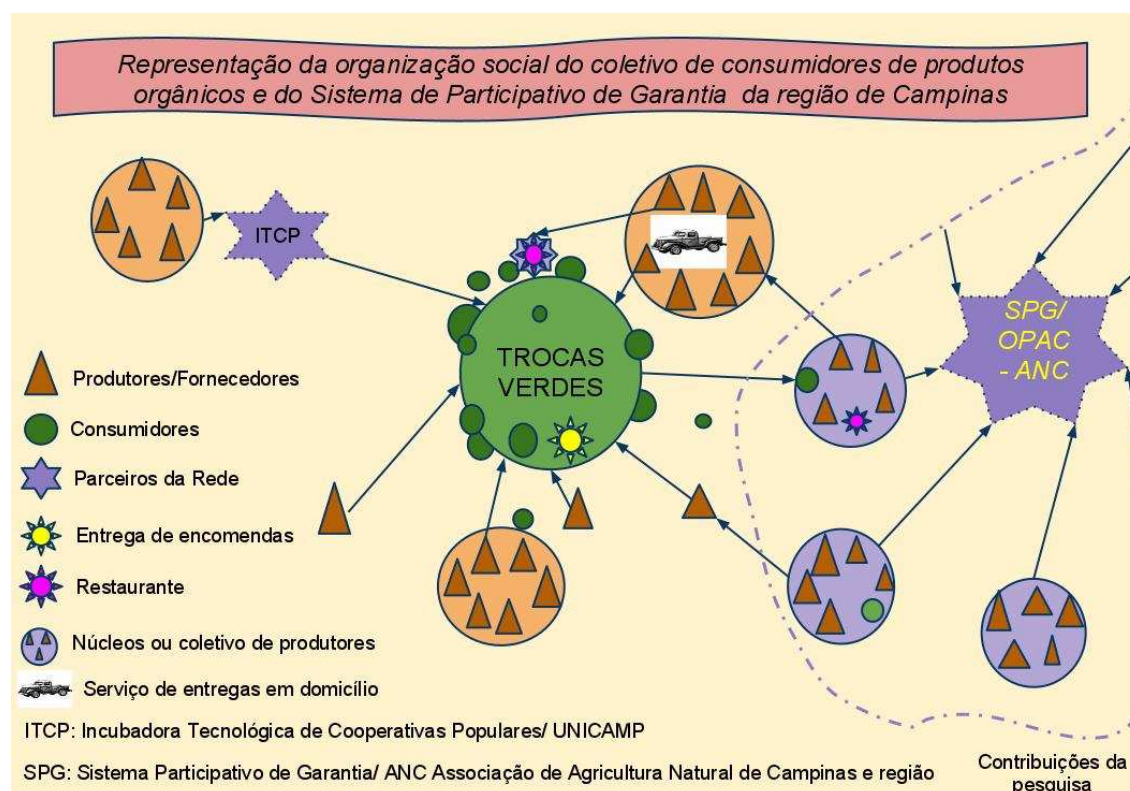 Representação da organização social do coletivo de consumidores de produtos
orgânicos e do Sistema de Participativo de Garantia da região de Campinas
ITCP
TROCAS
VERDES
SPG/
OPAC
- ANC
Produtores/Fornecedores
Consumidores
Parceiros da Rede
Entrega de encomendas
Restaurante
Núcleos ou coletivo de produtores
Serviço de entregas em domicílio
ITCP: Incubadora Tecnológica de Cooperativas Populares/ UNICAMP
SPG: Sistema Participativo de Garantia/ ANC Associação de Agricultura Natural de Campinas e região
Contribuições da
pesquisa